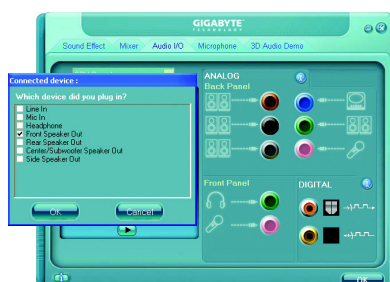 GIGABYTE
TECHNOLOGY
Sound Effect Mixer Audio I/O Microphone 3D Audio Demo
Connected device :
Which device did you plug in?
Line In
Mic In
Headphone
Front Speaker Out
Rear Speaker Out
Center/Subwoofer Speaker Out
Side Speaker Out
OK Cancel
ANALOG
Back Panel
Front Panel
DIGITAL
OK